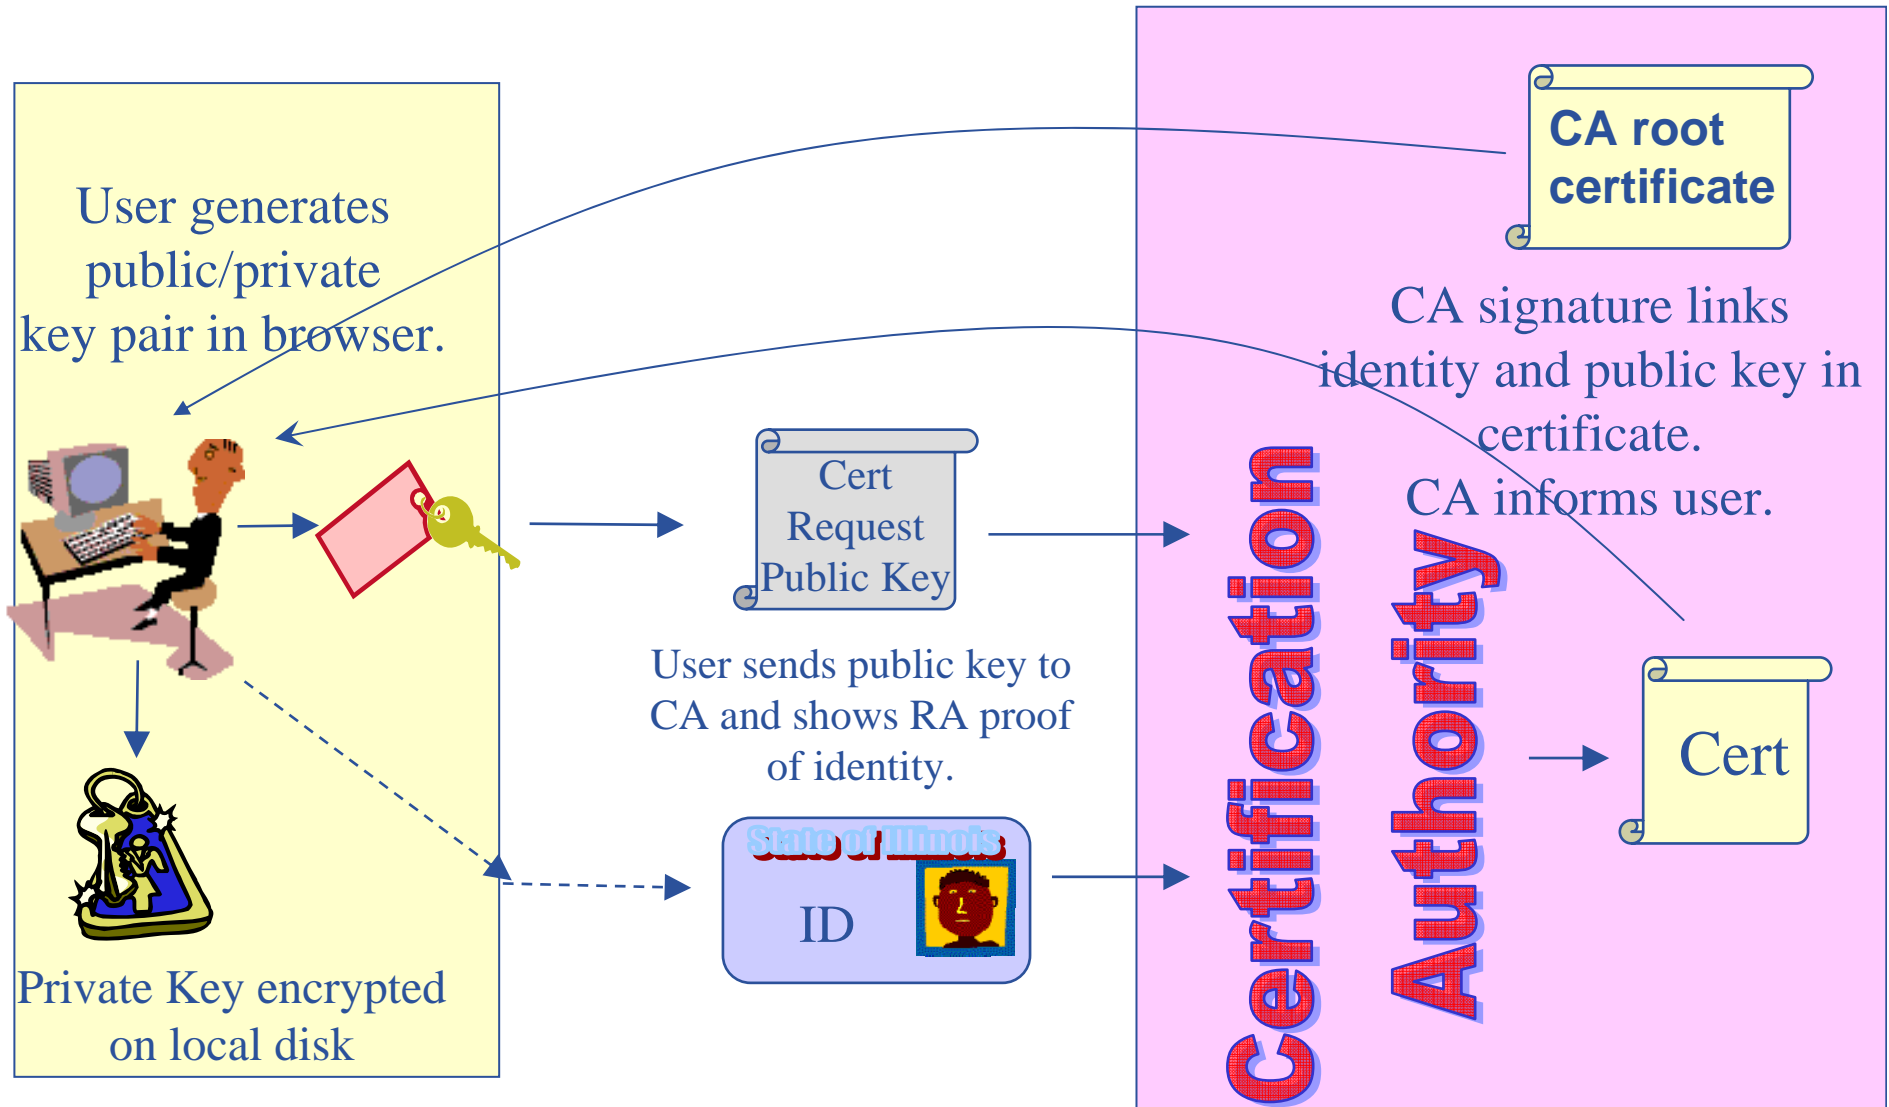 User generates
public/private
key pair in browser.
Private Key encrypted
on local disk
Cert
Request
Public Key
User sends public key to
CA and shows RA proof
of identity.
State of Illinois
ID
Certification
Authority
CA root
certificate
CA signature links
identity and public key in
certificate.
CA informs user.
Cert